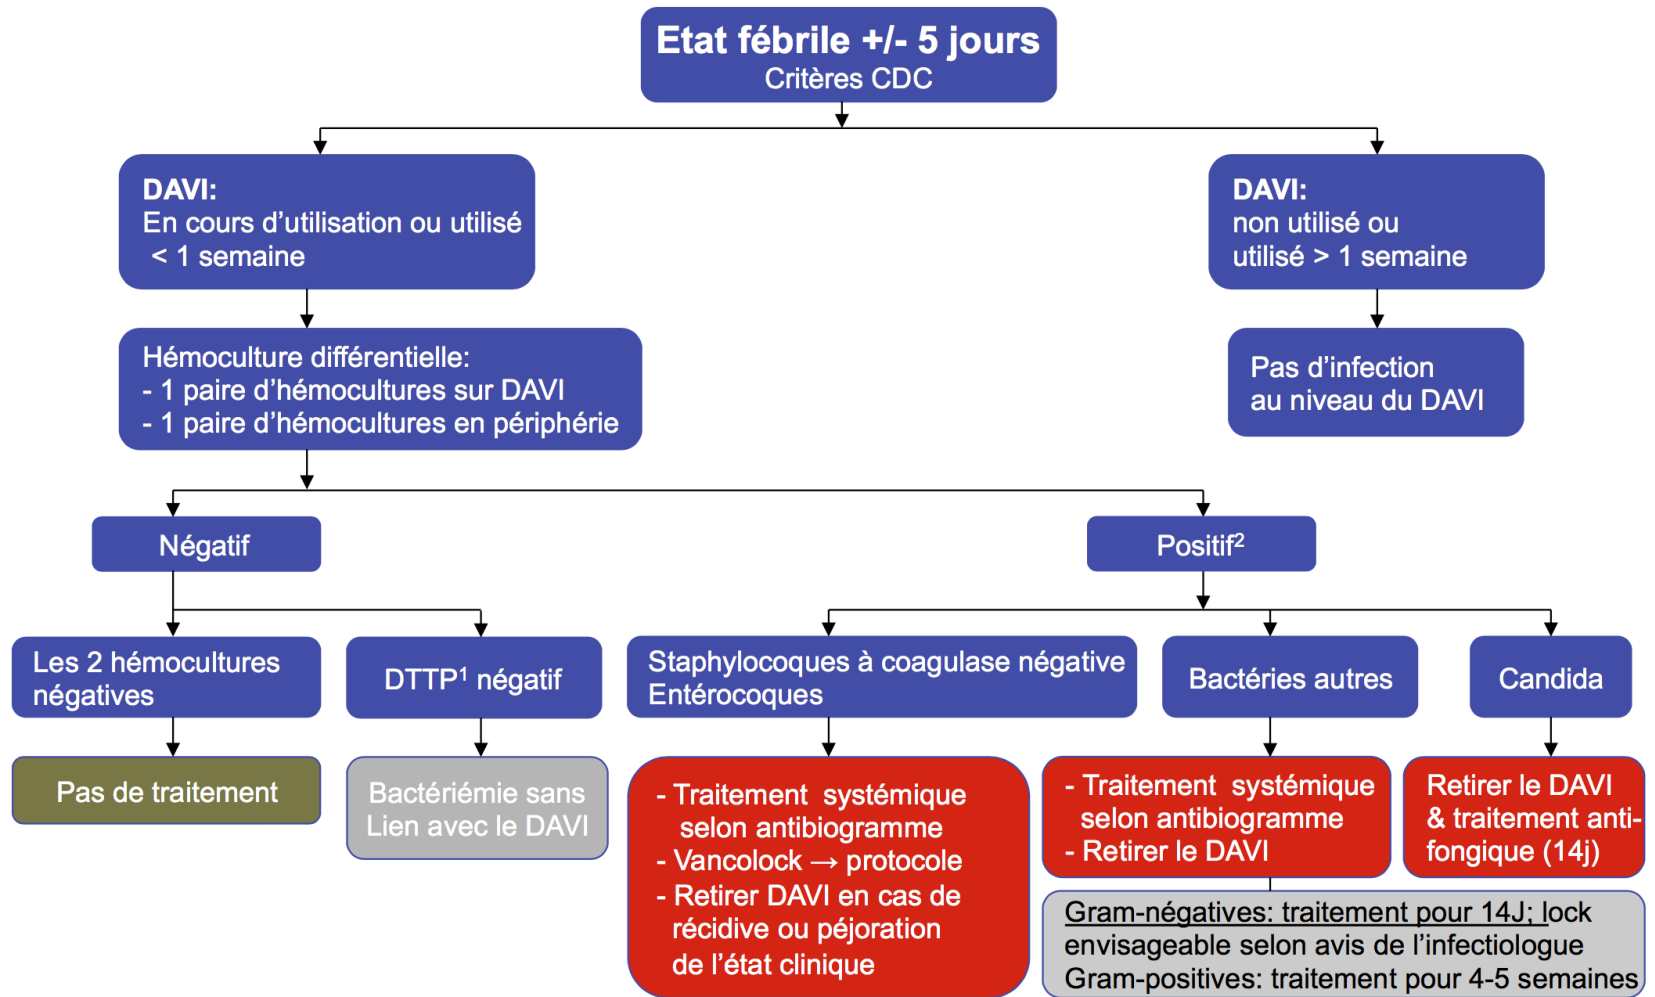 Etat fébrile +/- 5 jours
Critères CDC
DAVI:
En cours d’utilisation ou utilisé
< 1 semaine
DAVI:
non utilisé ou
utilisé > 1 semaine
Hémoculture différentielle:
- 1 paire d’hémocultures sur DAVI
- 1 paire d’hémocultures en périphérie
Pas d’infection
au niveau du DAVI
Négatif
Positif²
Les 2 hémocultures
négatives
DTTP¹ négatif
Staphylocoques à coagulase négative
Entérocoques
Bactéries autres
Candida
Pas de traitement
Bactériémie sans
Lien avec le DAVI
- Traitement systémique
selon antibiogramme
- Vancolock → protocole
- Retirer DAVI en cas de
récidive ou péjoration
de l’état clinique
- Traitement systémique
selon antibiogramme
- Retirer le DAVI
Retirer le DAVI
& traitement anti-
fongique (14j)
Gram-négatives: traitement pour 14J; lock
envisageable selon avis de l’infectiologue
Gram-positives: traitement pour 4-5 semaines